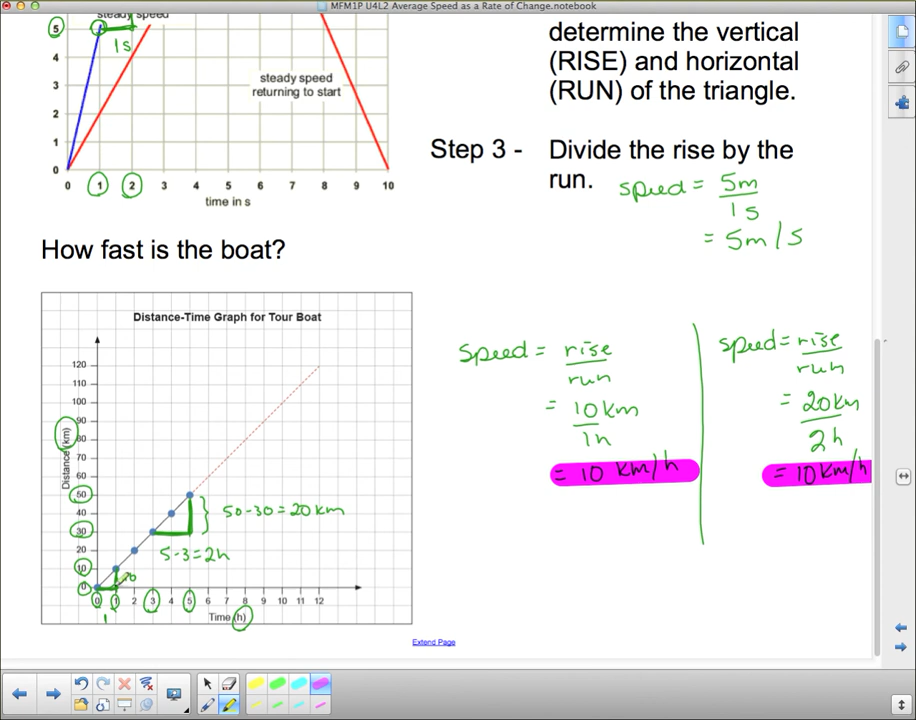 MFM1P U4L2 Average Speed as a Rate of Change.notebook
steady speed
5
1s
4
3
2
1
0
steady speed
returning to start
0 1 2 3 4 5 6 7 8 9 10
time in s
determine the vertical
(RISE) and horizontal
(RUN) of the triangle.
Step 3 - Divide the rise by the
run.
speed = 5m
1s
= 5m/s
How fast is the boat?
Distance-Time Graph for Tour Boat
120
110
100
90
80
70
60
50
40
30
20
10
0
Distance (km)
50-30=20km
5-3=2h
10
0 1 2 3 4 5 6 7 8 9 10 11 12
1
Time (h)
speed = rise
run
= 10km
1h
= 10 km/h
speed = rise
run
= 20km
2h
= 10km/h
Extend Page